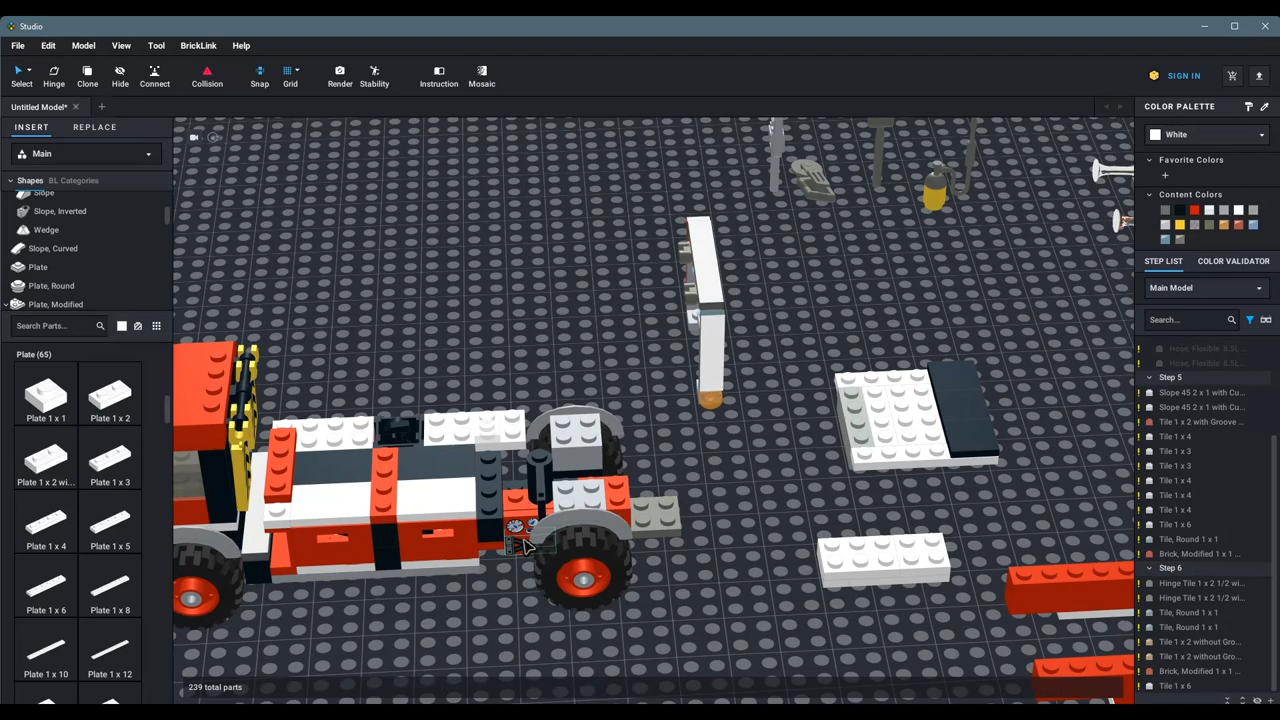 Studio
File Edit Model View Tool BrickLink Help
Select Hinge Clone Hide Connect Collision Snap Grid Render Stability Instruction Mosaic
SIGN IN
Untitled Model*
INSERT REPLACE
Main
Shapes BL Categories
Slope
Slope, Inverted
Wedge
Slope, Curved
Plate
Plate, Round
Plate, Modified
Search Parts...
Plate (65)
Plate 1 x 1 Plate 1 x 2
Plate 1 x 2 wi... Plate 1 x 3
Plate 1 x 4 Plate 1 x 5
Plate 1 x 6 Plate 1 x 8
Plate 1 x 10 Plate 1 x 12
239 total parts
COLOR PALETTE
White
Favorite Colors
+
Content Colors
STEP LIST COLOR VALIDATOR
Main Model
Search...
Hose, Flexible 8.5L ...
Hose, Flexible 8.5L ...
Step 5
Slope 45 2 x 1 with Cu...
Slope 45 2 x 1 with Cu...
Tile 1 x 2 with Groove ...
Tile 1 x 4
Tile 1 x 3
Tile 1 x 3
Tile 1 x 4
Tile 1 x 4
Tile 1 x 4
Tile 1 x 6
Tile, Round 1 x 1
Brick, Modified 1 x 1 ...
Step 6
Hinge Tile 1 x 2 1/2 wi...
Hinge Tile 1 x 2 1/2 wi...
Tile, Round 1 x 1
Tile, Round 1 x 1
Tile 1 x 2 without Gro...
Tile 1 x 2 without Gro...
Brick, Modified 1 x 1 ...
Tile 1 x 6